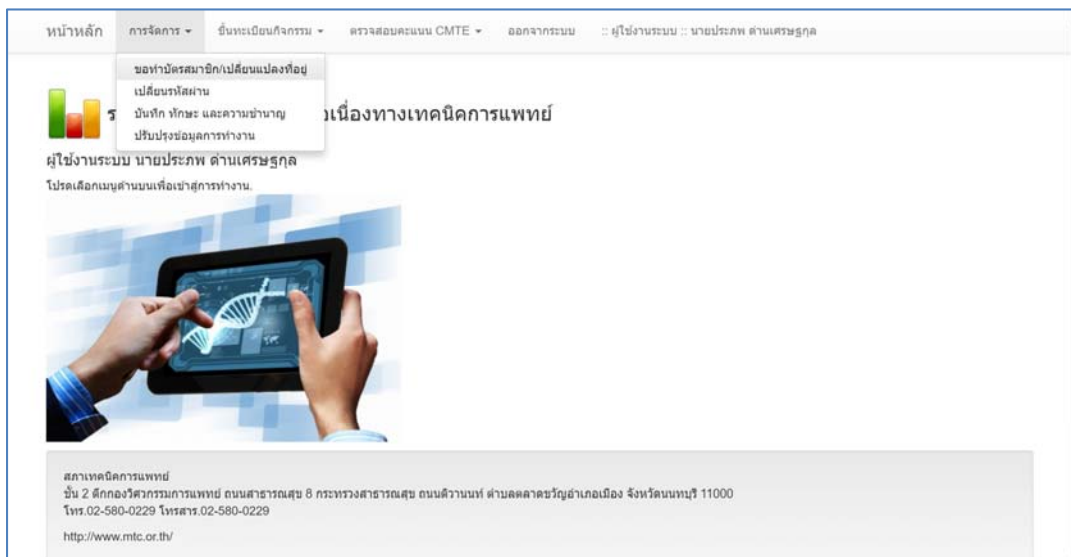 หน้าหลัก การจัดการ ขึ้นทะเบียนกิจกรรม ตรวจสอบคะแนน CMTE ออกจากระบบ :: ผู้ใช้งานระบบ :: นายประภพ ด่านเศรษฐกุล
ขอทำบัตรสมาชิก/เปลี่ยนแปลงที่อยู่
เปลี่ยนรหัสผ่าน
บันทึก ทักษะ และความชำนาญ
ปรับปรุงข้อมูลการทำงาน
อเนื่องทางเทคนิคการแพทย์
ผู้ใช้งานระบบ นายประภพ ด่านเศรษฐกุล
โปรดเลือกเมนูด้านบนเพื่อเข้าสู่การทำงาน.
สภาเทคนิคการแพทย์
ชั้น 2 ตึกกองวิศวกรรมการแพทย์ ถนนสาธารณสุข 8 กระทรวงสาธารณสุข ถนนติวานนท์ ตำบลตลาดขวัญอำเภอเมือง จังหวัดนนทบุรี 11000
โทร.02-580-0229 โทรสาร.02-580-0229
http://www.mtc.or.th/